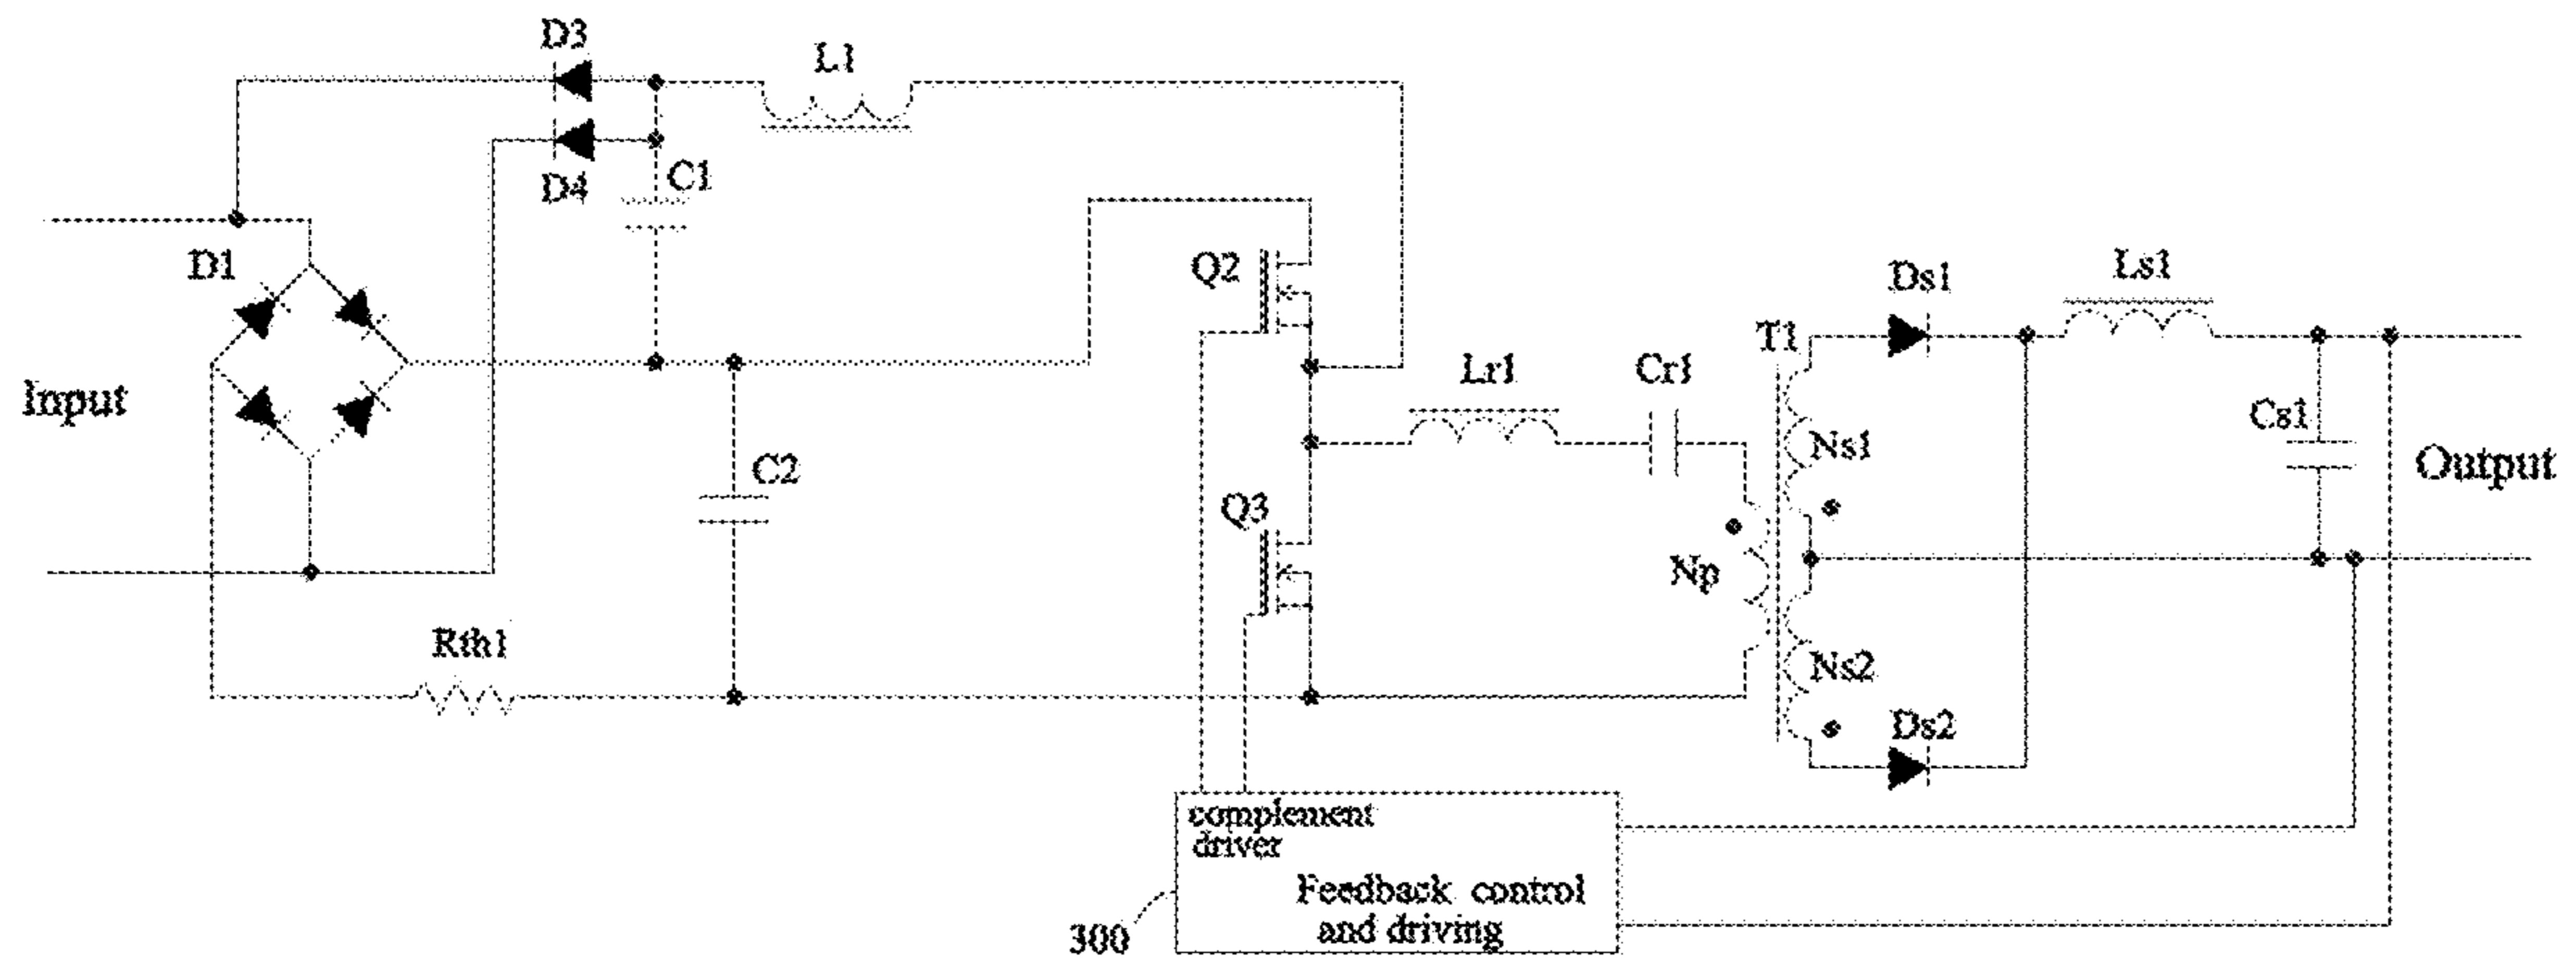 D3
L1
D4
C1
D1
Q2
Ds1
Ls1
T1
Lr1
Cr1
Input
Cs1
Ns1
Output
C2
Q3
Np
Rth1
Ns2
Ds2
complement
driver
Feedback control
and driving
300